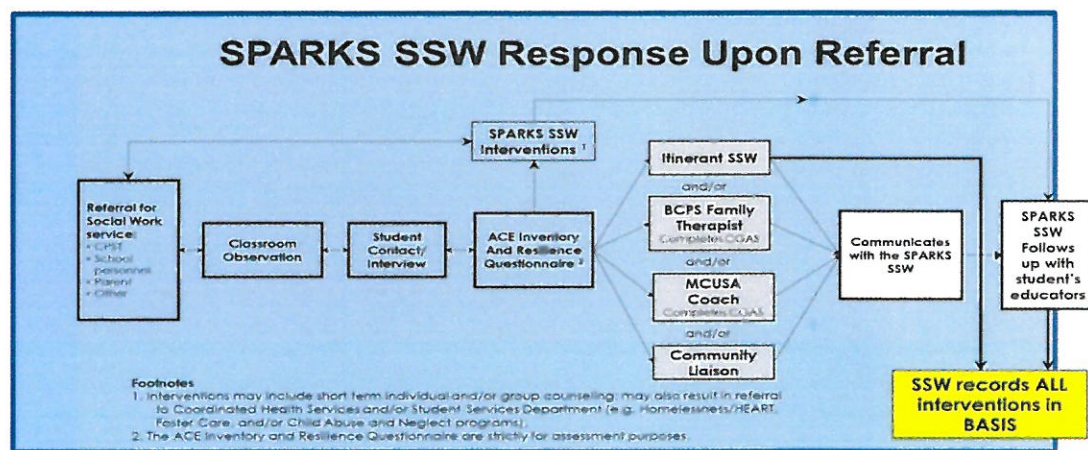 SPARKS SSW Response Upon Referral
SPARKS SSW
Interventions 1
Referral for
Social Work
service:
• CPST
• School
personnel
• Parent
• Other
Classroom
Observation
Student
Contact/
Interview
ACE Inventory
And Resilience
Questionnaire 2
Itinerant SSW
and/or
BCPS Family
Therapist
Completes CGAS
and/or
MCUSA
Coach
Completes CGAS
and/or
Community
Liaison
Communicates
with the SPARKS
SSW
SPARKS
SSW
Follows
up with
student's
educators
SSW records ALL
interventions in
BASIS
Footnotes
1. Interventions may include short term individual and/or group counseling; may also result in referral
to Coordinated Health Services and/or Student Services Department (e.g. Homelessness/HEART,
Foster Care, and/or Child Abuse and Neglect programs).
2. The ACE Inventory and Resilience Questionnaire are strictly for assessment purposes.